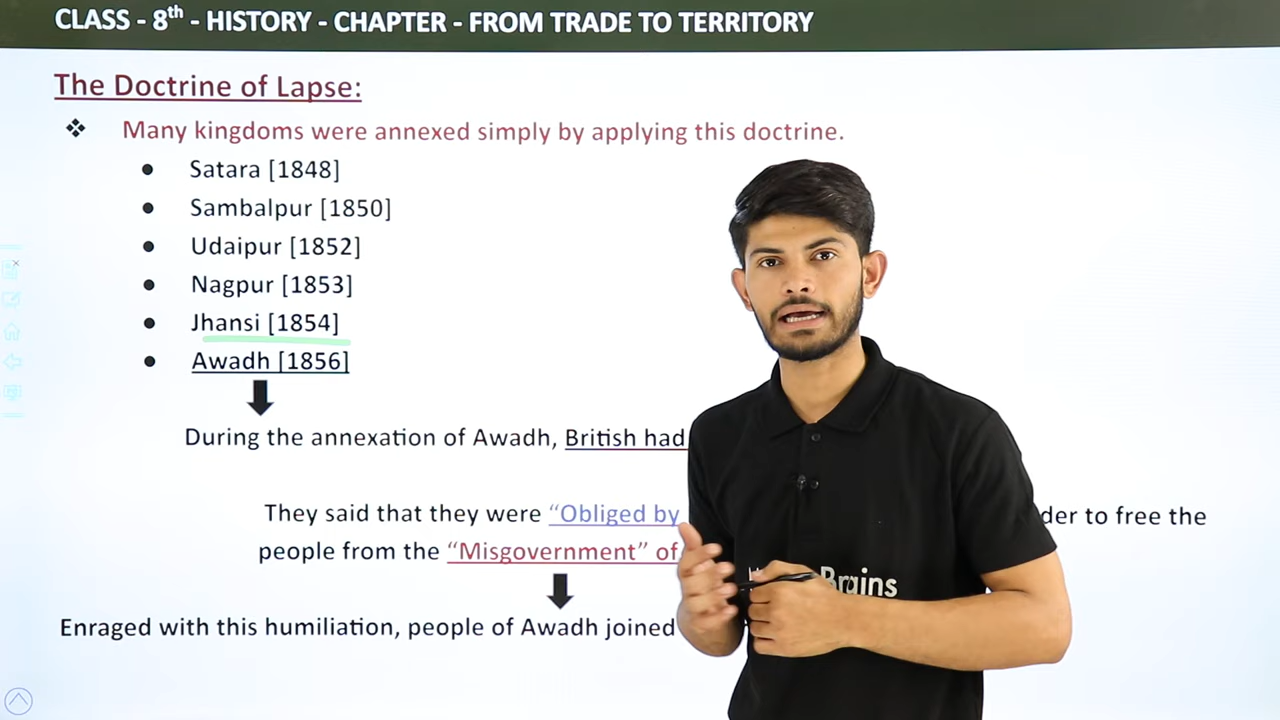 CLASS - 8th - HISTORY - CHAPTER - FROM TRADE TO TERRITORY
The Doctrine of Lapse:
❖ Many kingdoms were annexed simply by applying this doctrine.
● Satara [1848]
● Sambalpur [1850]
● Udaipur [1852]
● Nagpur [1853]
● Jhansi [1854]
● Awadh [1856]
During the annexation of Awadh, British had
They said that they were “Obliged by der to free the
people from the “Misgovernment” of
Brains
Enraged with this humiliation, people of Awadh joined